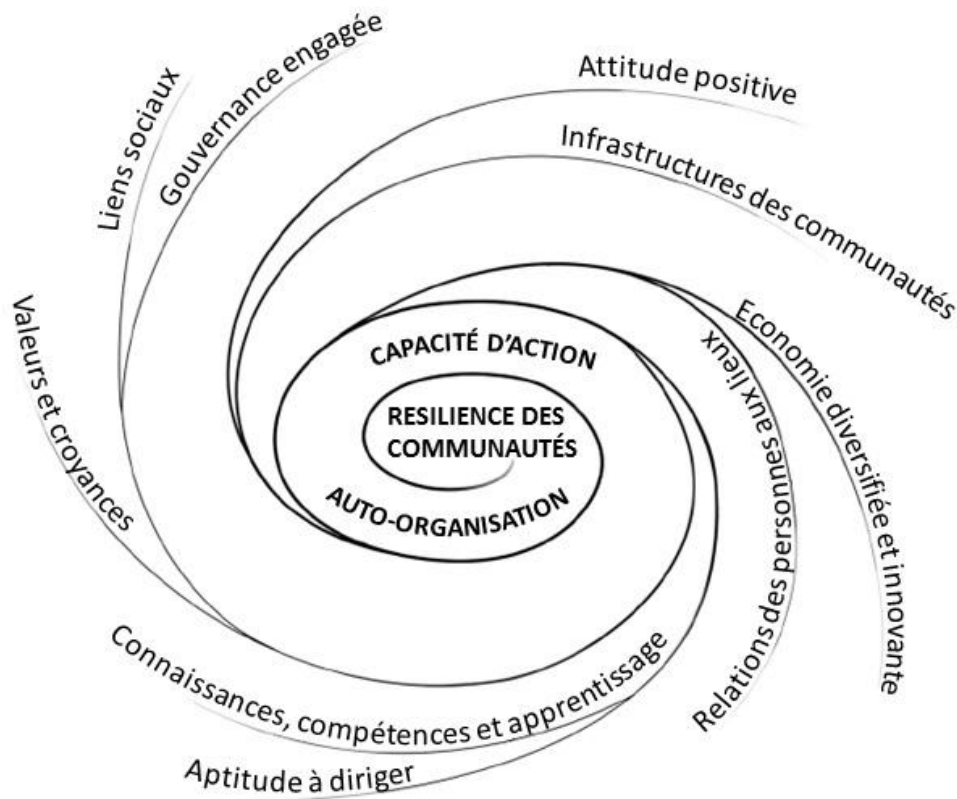 Liens sociaux
Gouvernance engagée
Attitude positive
Infrastructures des communautés
Economie diversifiée et innovante
Relations des personnes aux lieux
Valeurs et croyances
CAPACITÉ D'ACTION
RESILIENCE DES
COMMUNAUTÉS
AUTO-ORGANISATION
Connaissances, compétences et apprentissage
Aptitude à diriger